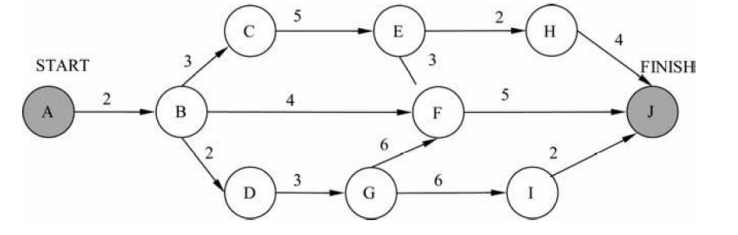 C 5 E 2 H
3 3 4
START FINISH
A 2 B 4 F 5 J
2 6 2
D 3 G 6 I